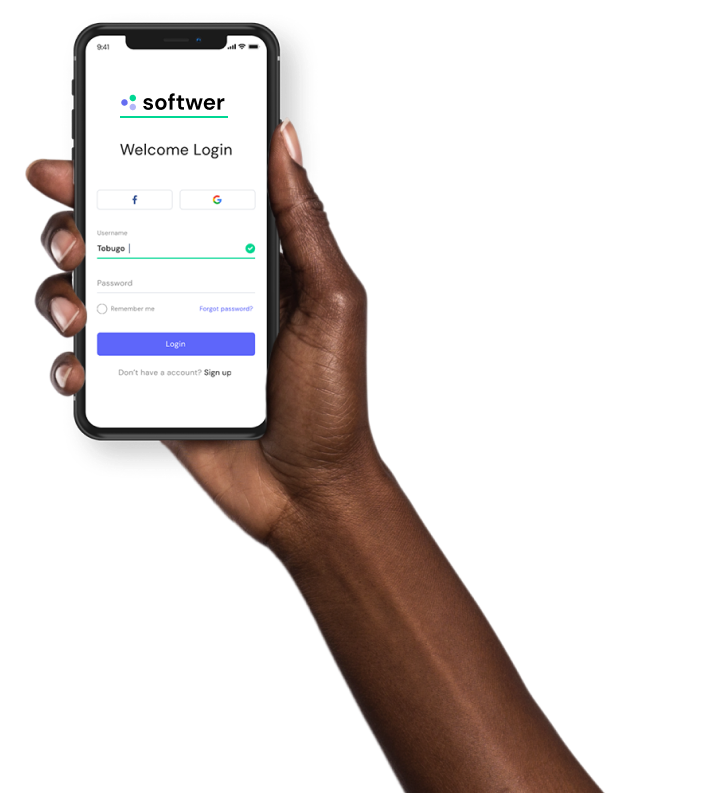 9:41
softwer
Welcome Login
Username
Tobugo
Password
Remember me Forgot password?
Login
Don't have a account? Sign up